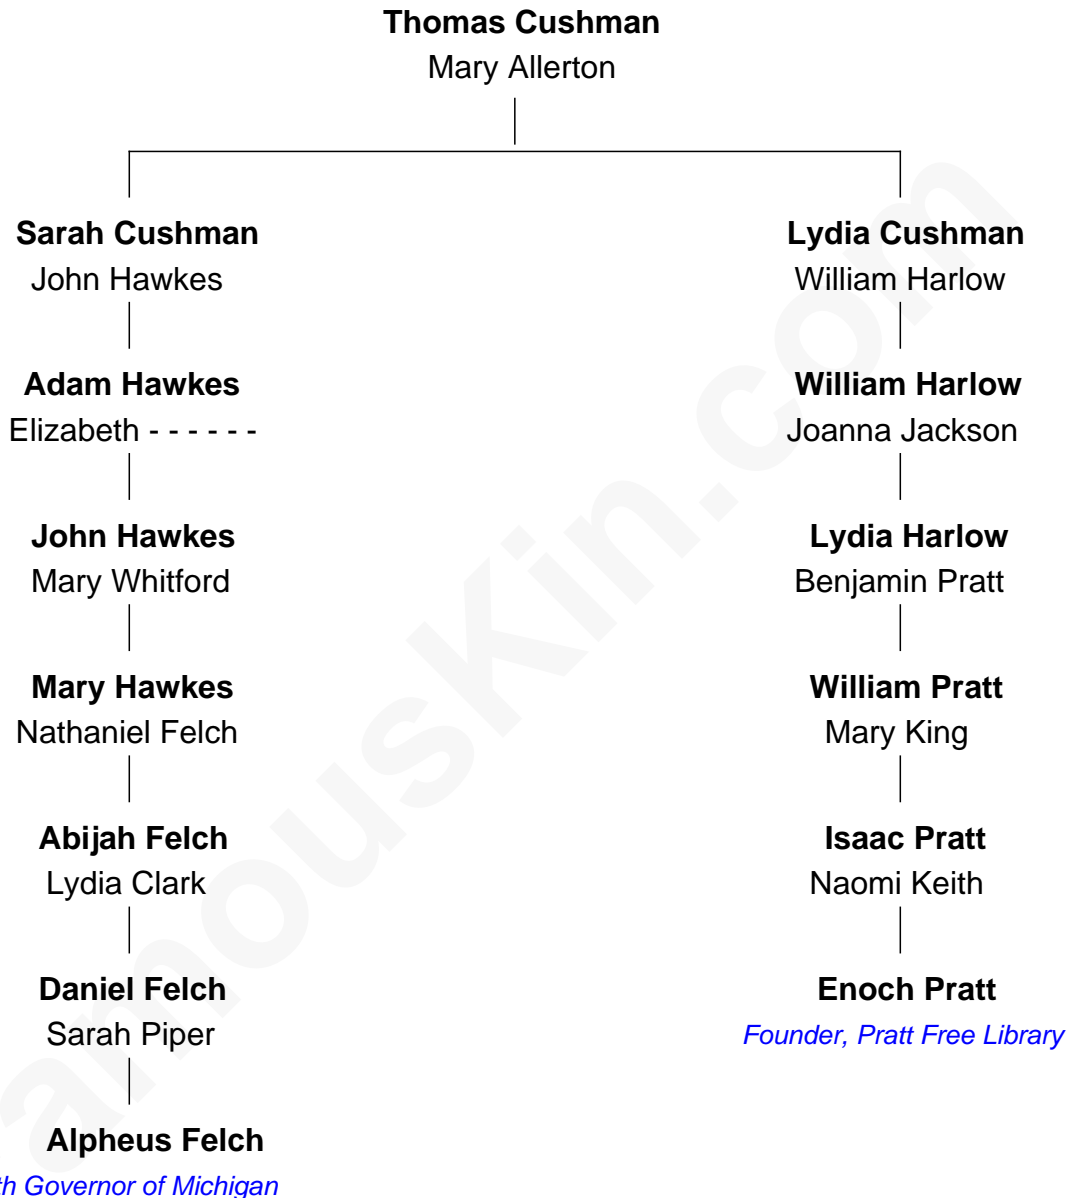 Thomas Cushman
Mary Allerton
Sarah Cushman
John Hawkes
Lydia Cushman
William Harlow
Adam Hawkes
Elizabeth - - - - - -
William Harlow
Joanna Jackson
John Hawkes
Mary Whitford
Lydia Harlow
Benjamin Pratt
Mary Hawkes
Nathaniel Felch
William Pratt
Mary King
Abijah Felch
Lydia Clark
Isaac Pratt
Naomi Keith
Daniel Felch
Sarah Piper
Enoch Pratt
Founder, Pratt Free Library
Alpheus Felch
Governor of Michigan
amouskin.com